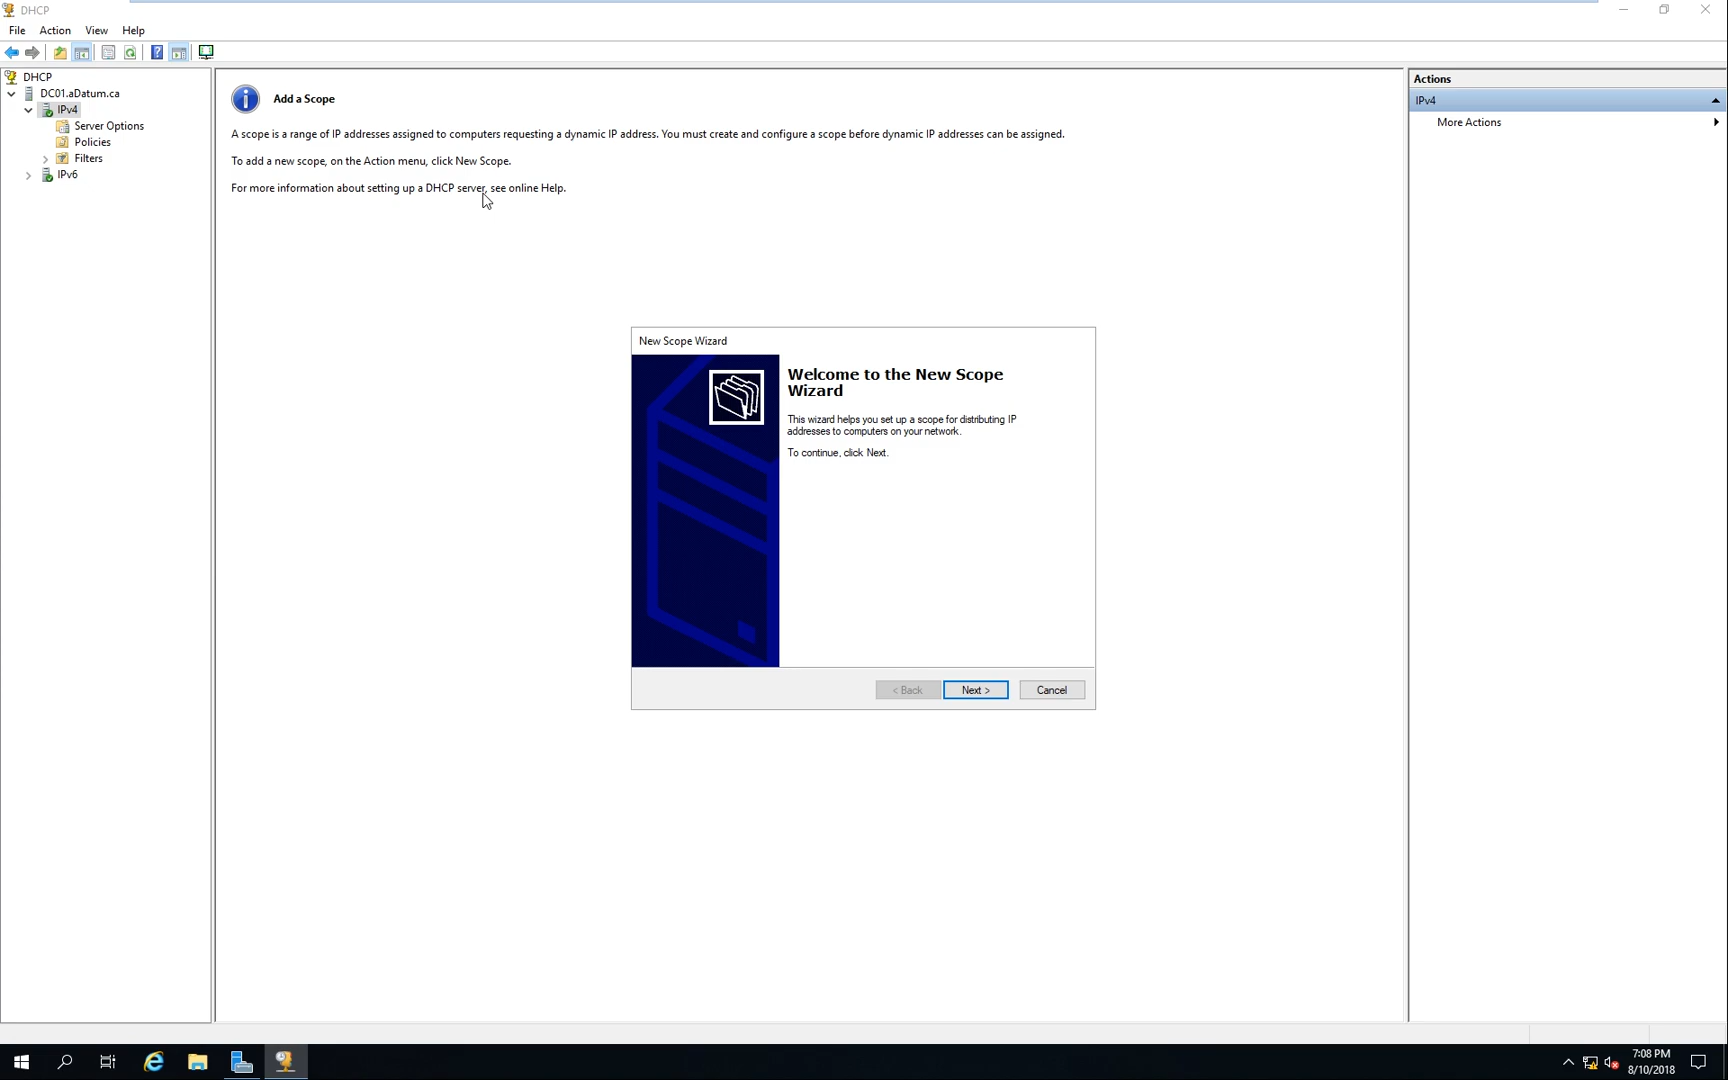 DHCP
File Action View Help
DHCP
DC01.aDatum.ca
IPv4
Server Options
Policies
Filters
IPv6
Add a Scope
A scope is a range of IP addresses assigned to computers requesting a dynamic IP address. You must create and configure a scope before dynamic IP addresses can be assigned.
To add a new scope, on the Action menu, click New Scope.
For more information about setting up a DHCP server, see online Help.
New Scope Wizard
Welcome to the New Scope
Wizard
This wizard helps you set up a scope for distributing IP
addresses to computers on your network.
To continue, click Next.
< Back Next > Cancel
Actions
IPv4
More Actions
7:08 PM
8/10/2018